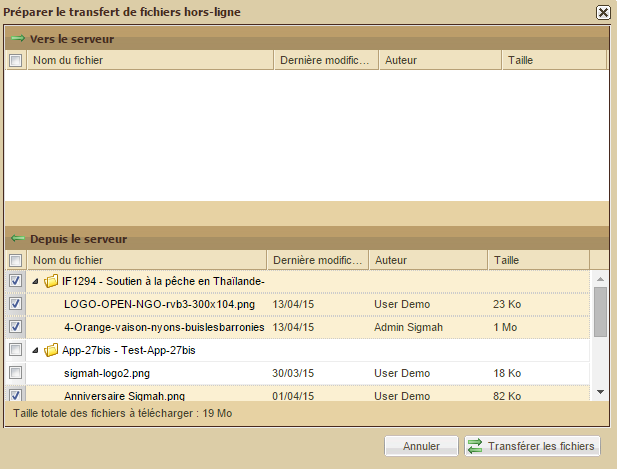 Préparer le transfert de fichiers hors-ligne
Vers le serveur
Nom du fichier Dernière modific... Auteur Taille
Depuis le serveur
Nom du fichier Dernière modific... Auteur Taille
IF1294 - Soutien à la pêche en Thaïlande-
LOGO-OPEN-NGO-rvb3-300x104.png 13/04/15 User Demo 23 Ko
4-Orange-vaison-nyons-buislesbarronies 13/04/15 Admin Sigmah 1 Mo
App-27bis - Test-App-27bis
sigmah-logo2.png 30/03/15 User Demo 18 Ko
Anniversaire Sigmah.png 01/04/15 User Demo 82 Ko
Taille totale des fichiers à télécharger : 19 Mo
Annuler Transférer les fichiers